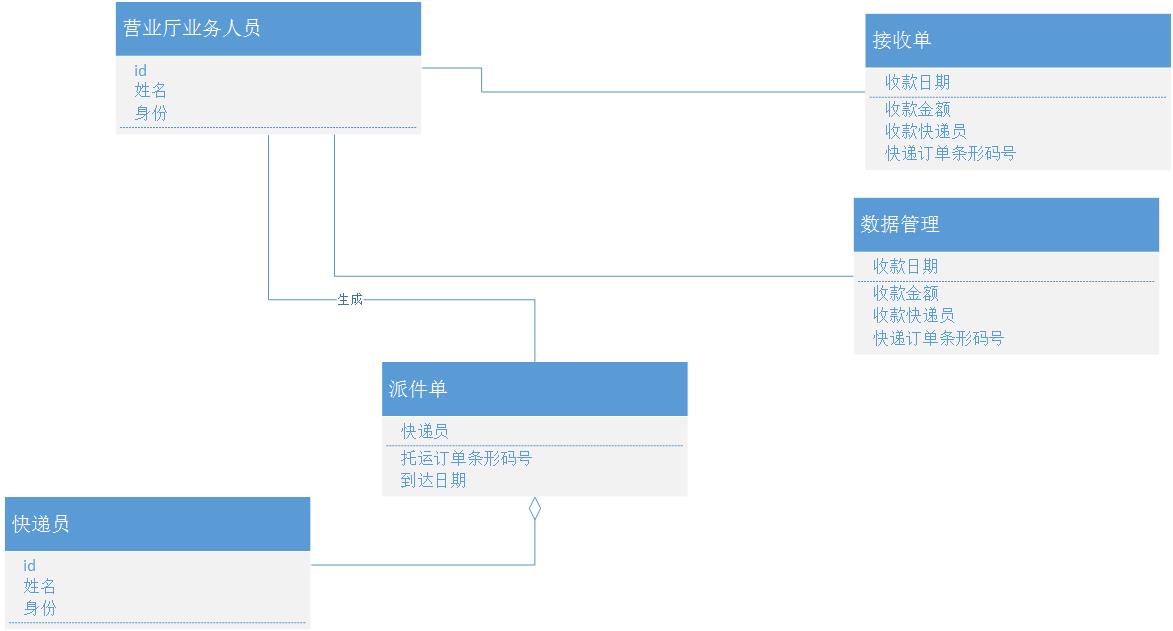 营业厅业务人员
id
姓名
身份
接收单
收款日期
收款金额
收款快递员
快递订单条形码号
数据管理
收款日期
收款金额
收款快递员
快递订单条形码号
生成
派件单
快递员
托运订单条形码号
到达日期
快递员
id
姓名
身份